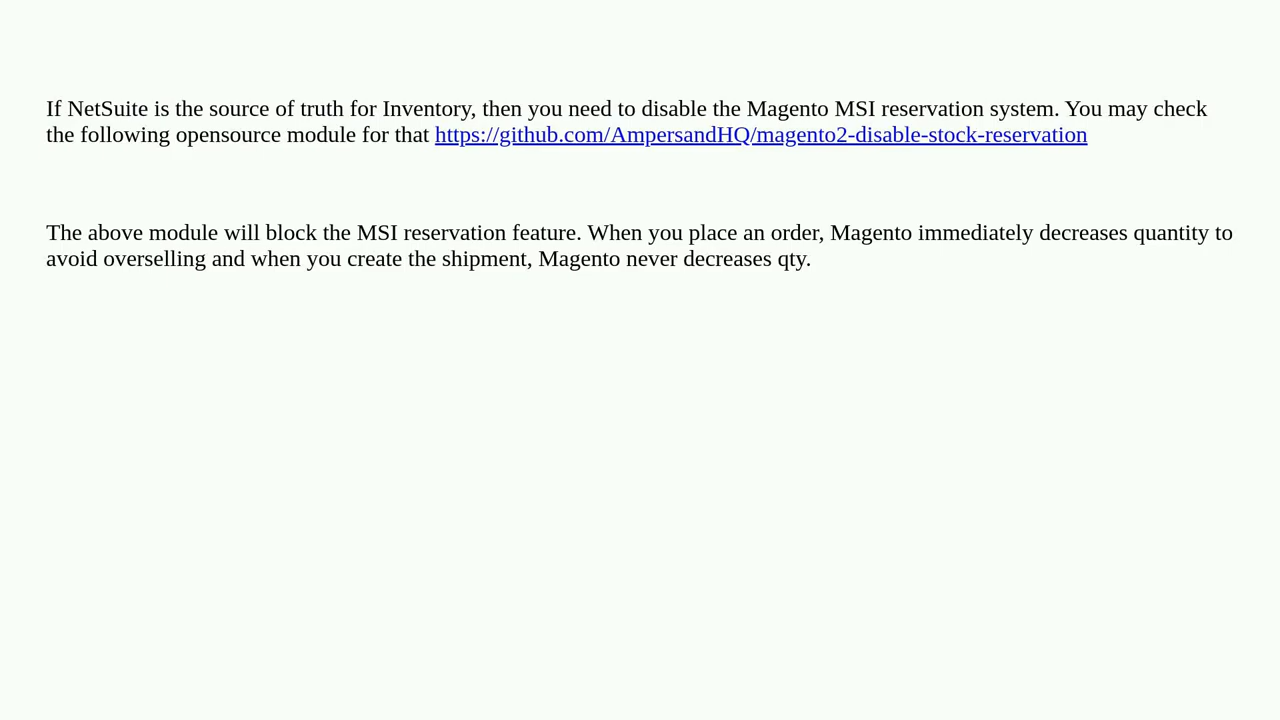 If NetSuite is the source of truth for Inventory, then you need to disable the Magento MSI reservation system. You may check
the following opensource module for that https://github.com/AmpersandHQ/magento2-disable-stock-reservation
The above module will block the MSI reservation feature. When you place an order, Magento immediately decreases quantity to
avoid overselling and when you create the shipment, Magento never decreases qty.